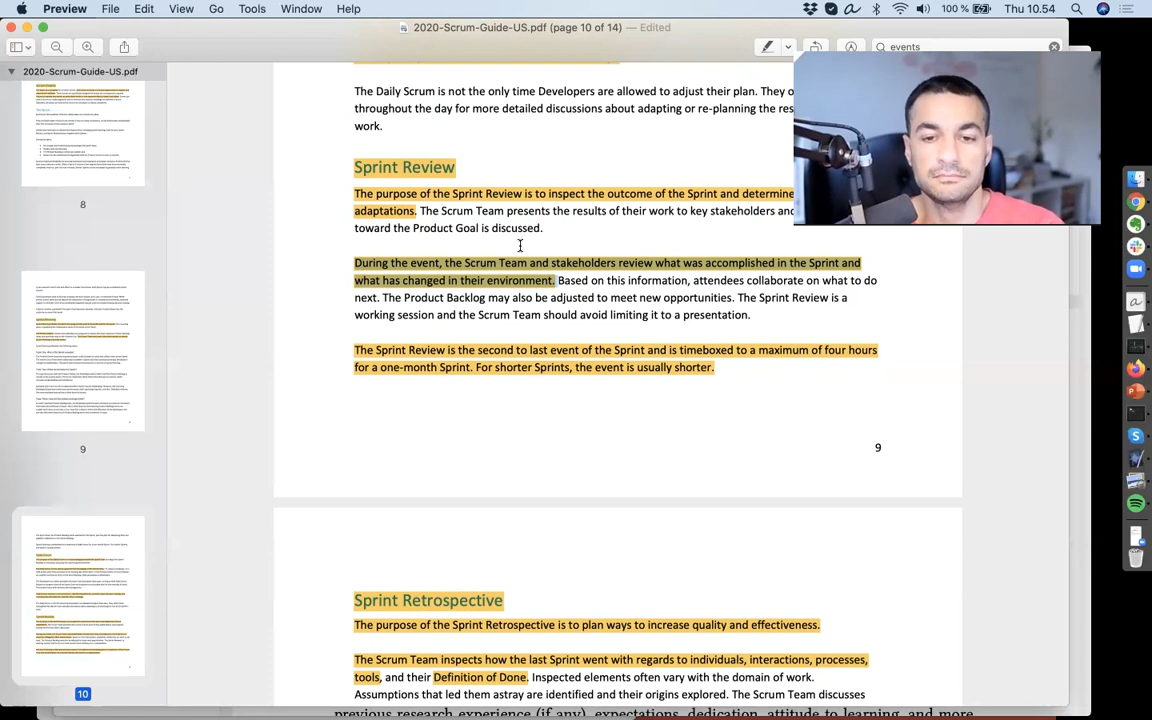 Preview File Edit View Go Tools Window Help
100 % Thu 10.54
2020-Scrum-Guide-US.pdf (page 10 of 14) — Edited
events
2020-Scrum-Guide-US.pdf
8
9
10
The Daily Scrum is not the only time Developers are allowed to adjust their plan. They o
throughout the day for more detailed discussions about adapting or re-planning the res
work.
Sprint Review
The purpose of the Sprint Review is to inspect the outcome of the Sprint and determine
adaptations. The Scrum Team presents the results of their work to key stakeholders and
toward the Product Goal is discussed.
During the event, the Scrum Team and stakeholders review what was accomplished in the Sprint and
what has changed in their environment. Based on this information, attendees collaborate on what to do
next. The Product Backlog may also be adjusted to meet new opportunities. The Sprint Review is a
working session and the Scrum Team should avoid limiting it to a presentation.
The Sprint Review is the second to last event of the Sprint and is timeboxed to a maximum of four hours
for a one-month Sprint. For shorter Sprints, the event is usually shorter.
9
Sprint Retrospective
The purpose of the Sprint Retrospective is to plan ways to increase quality and effectiveness.
The Scrum Team inspects how the last Sprint went with regards to individuals, interactions, processes,
tools, and their Definition of Done. Inspected elements often vary with the domain of work.
Assumptions that led them astray are identified and their origins explored. The Scrum Team discusses
previous research experience (if any), expectations, dedication, attitude to learning, and more